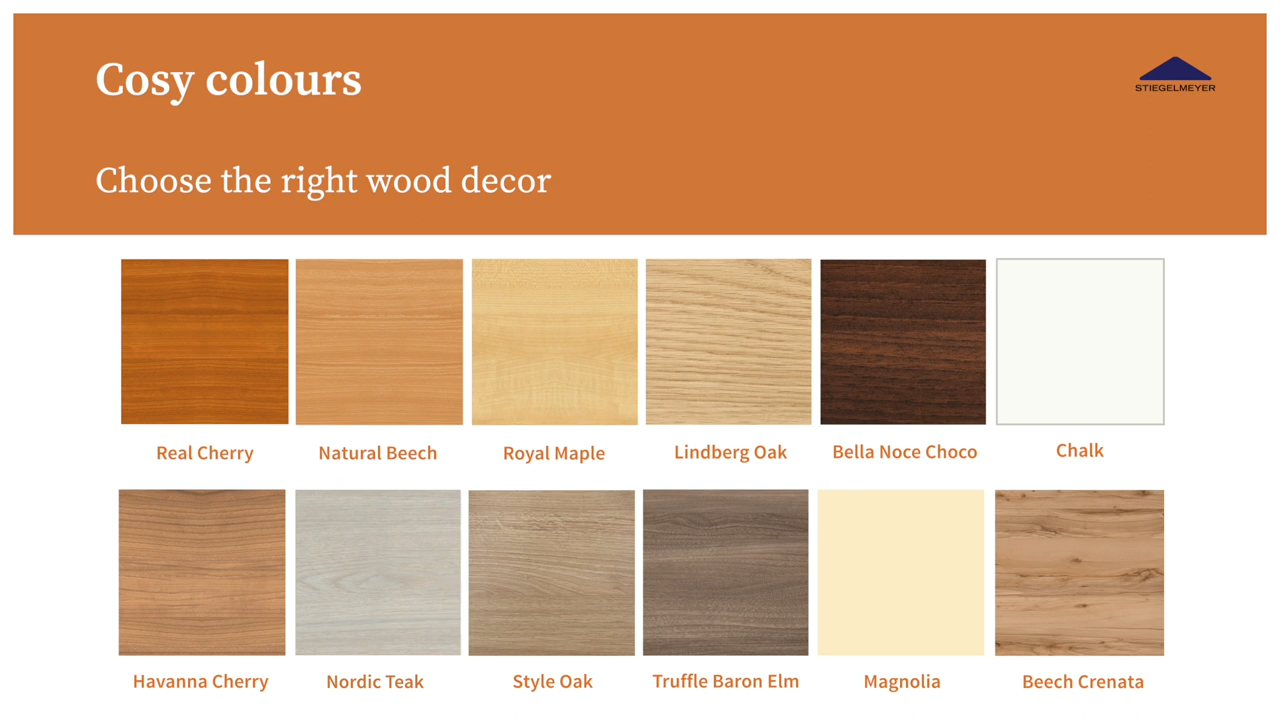 Cosy colours
STIEGELMEYER
Choose the right wood decor
Real Cherry
Natural Beech
Royal Maple
Lindberg Oak
Bella Noce Choco
Chalk
Havanna Cherry
Nordic Teak
Style Oak
Truffle Baron Elm
Magnolia
Beech Crenata